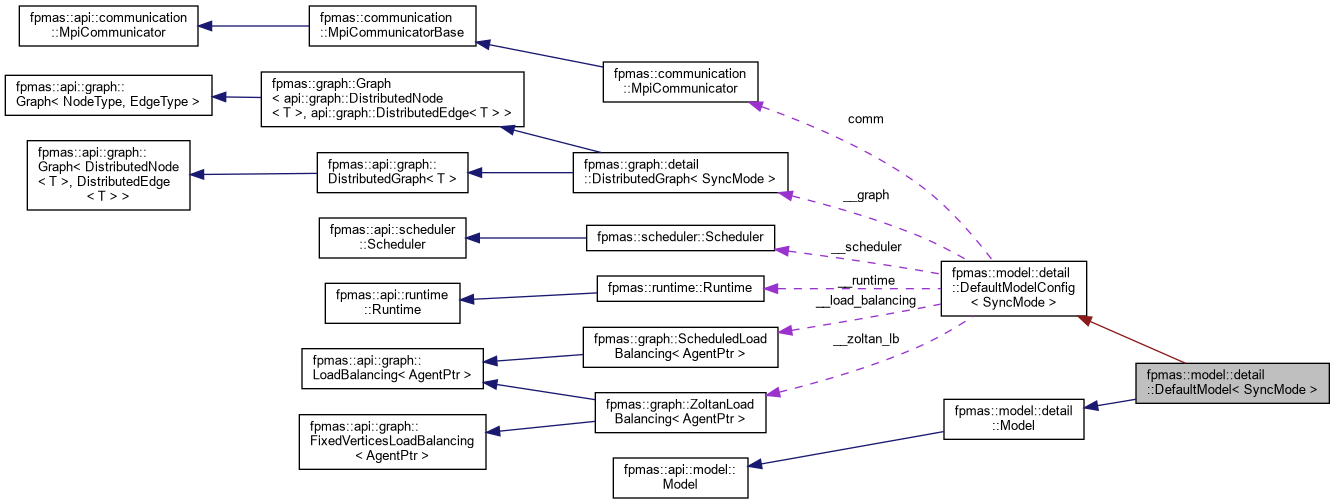 fpmas::api::communication
::MpiCommunicator
fpmas::communication
::MpiCommunicatorBase
fpmas::communication
::MpiCommunicator
fpmas::api::graph::
Graph< NodeType, EdgeType >
fpmas::graph::Graph
< api::graph::DistributedNode
< T >, api::graph::DistributedEdge< T > >
comm
fpmas::api::graph::
Graph< DistributedNode
< T >, DistributedEdge
< T > >
fpmas::api::graph::
DistributedGraph< T >
fpmas::graph::detail
::DistributedGraph< SyncMode >
__graph
fpmas::api::scheduler
::Scheduler
fpmas::scheduler::Scheduler
__scheduler
fpmas::model::detail
::DefaultModelConfig
< SyncMode >
fpmas::api::runtime
::Runtime
fpmas::runtime::Runtime
__runtime
__load_balancing
fpmas::graph::ScheduledLoad
Balancing< AgentPtr >
__zoltan_lb
fpmas::api::graph::
LoadBalancing< AgentPtr >
fpmas::model::detail
::DefaultModel< SyncMode >
fpmas::graph::ZoltanLoad
Balancing< AgentPtr >
fpmas::model::detail
::Model
fpmas::api::graph::
FixedVerticesLoadBalancing
< AgentPtr >
fpmas::api::model::
Model